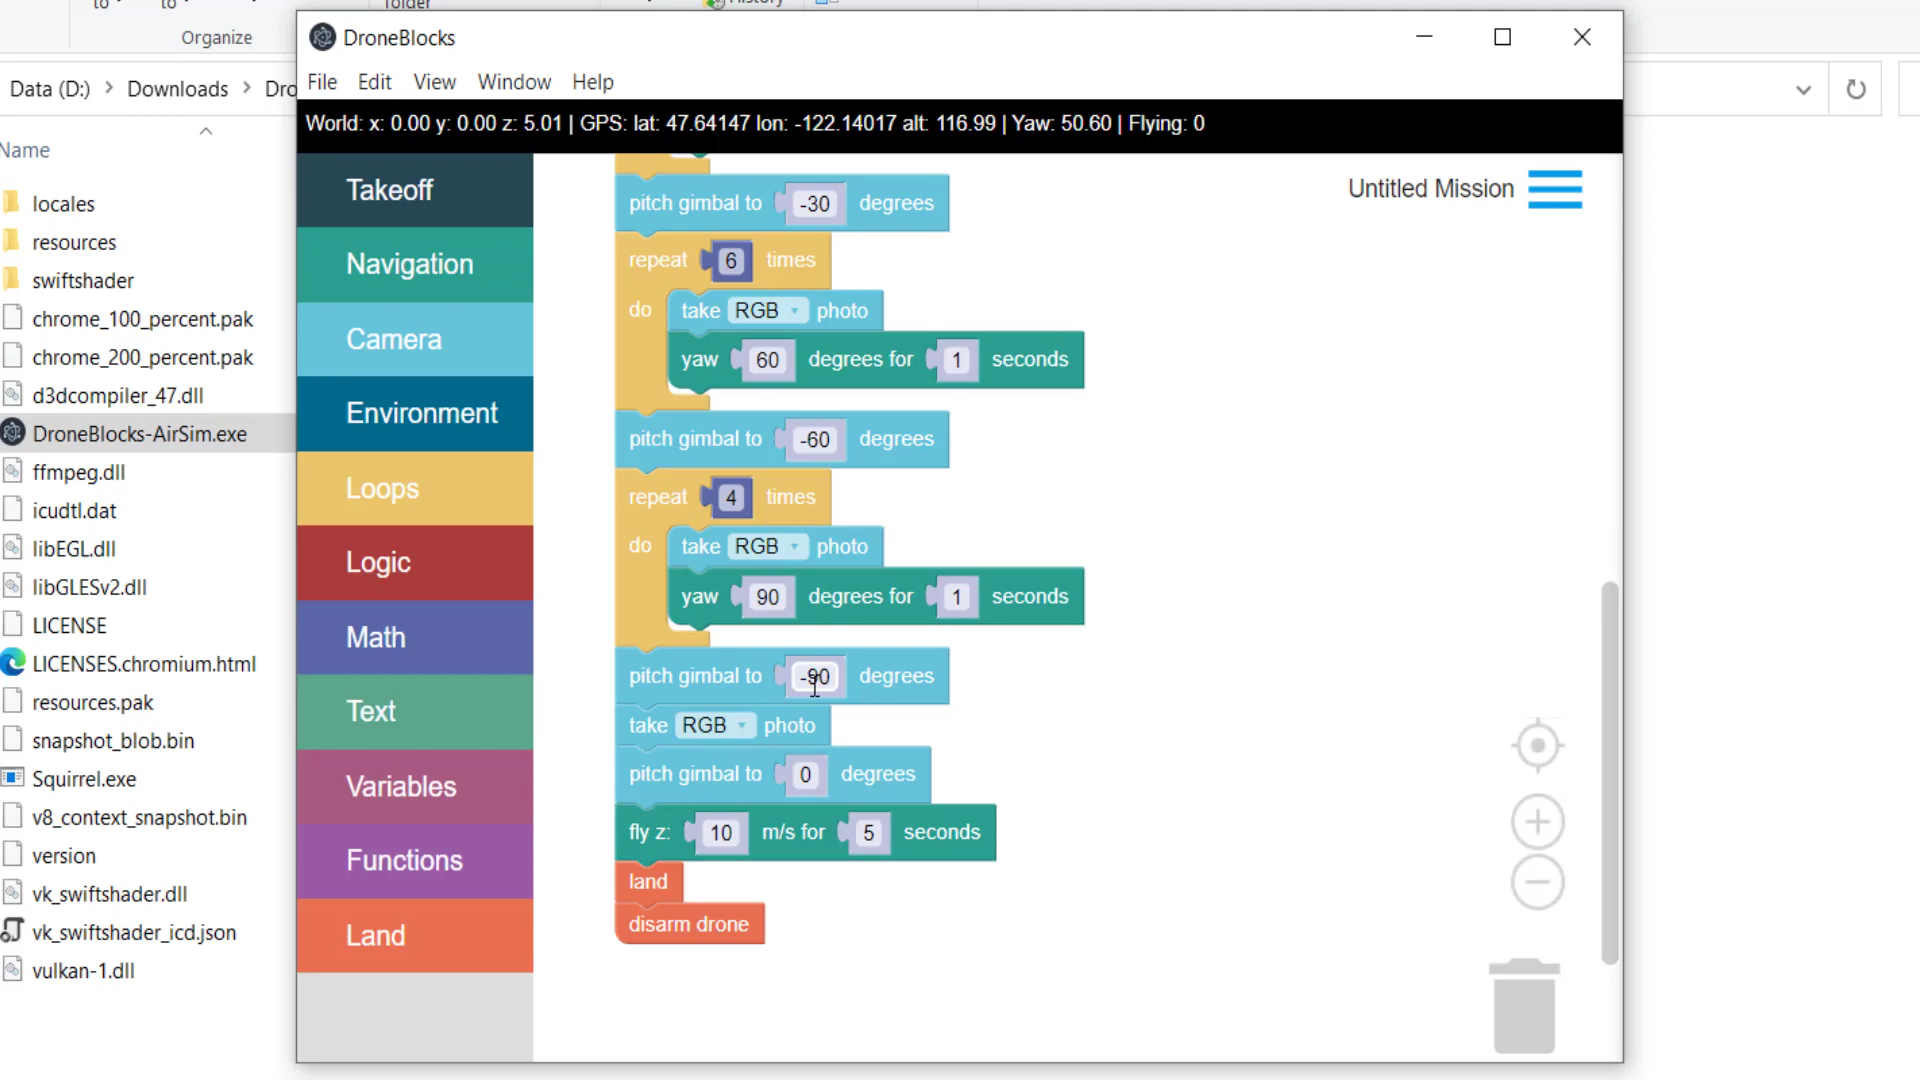 to
to
folder
History
Organize
Data (D:) > Downloads > Dro
Name
locales
resources
swiftshader
chrome_100_percent.pak
chrome_200_percent.pak
d3dcompiler_47.dll
DroneBlocks-AirSim.exe
ffmpeg.dll
icudtl.dat
libEGL.dll
libGLESv2.dll
LICENSE
LICENSES.chromium.html
resources.pak
snapshot_blob.bin
Squirrel.exe
v8_context_snapshot.bin
version
vk_swiftshader.dll
vk_swiftshader_icd.json
vulkan-1.dll
DroneBlocks
File Edit View Window Help
World: x: 0.00 y: 0.00 z: 5.01 | GPS: lat: 47.64147 lon: -122.14017 alt: 116.99 | Yaw: 50.60 | Flying: 0
Takeoff
Navigation
Camera
Environment
Loops
Logic
Math
Text
Variables
Functions
Land
Untitled Mission
pitch gimbal to -30 degrees
repeat 6 times
do take RGB photo
yaw 60 degrees for 1 seconds
pitch gimbal to -60 degrees
repeat 4 times
do take RGB photo
yaw 90 degrees for 1 seconds
pitch gimbal to -90 degrees
take RGB photo
pitch gimbal to 0 degrees
fly z: 10 m/s for 5 seconds
land
disarm drone